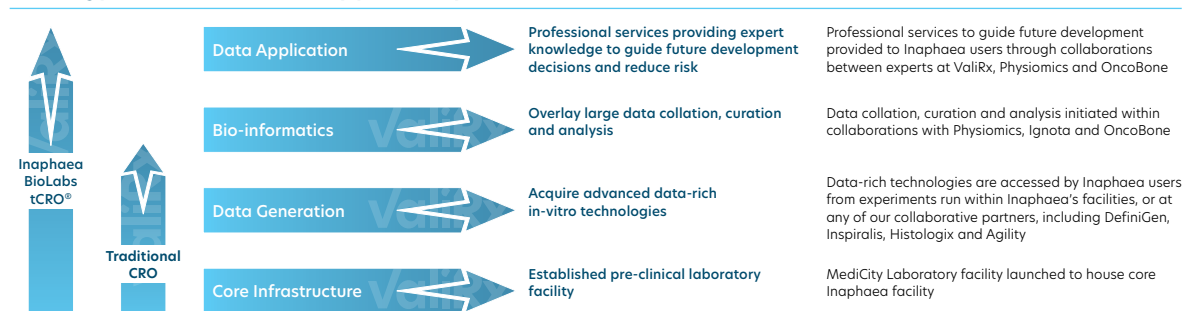 Inaphaea
BioLabs
tCRO®
Traditional
CRO
Data Application
Professional services providing expert
knowledge to guide future development
decisions and reduce risk
Professional services to guide future development
provided to Inaphaea users through collaborations
between experts at ValiRx, Physiomics and OncoBone
Bio-informatics
Overlay large data collation, curation
and analysis
Data collation, curation and analysis initiated within
collaborations with Physiomics, Ignota and OncoBone
Data Generation
Acquire advanced data-rich
in-vitro technologies
Data-rich technologies are accessed by Inaphaea users
from experiments run within Inaphaea's facilities, or at
any of our collaborative partners, including DefiniGen,
Inspiralis, Histologix and Agility
Core Infrastructure
Established pre-clinical laboratory
facility
MediCity Laboratory facility launched to house core
Inaphaea facility